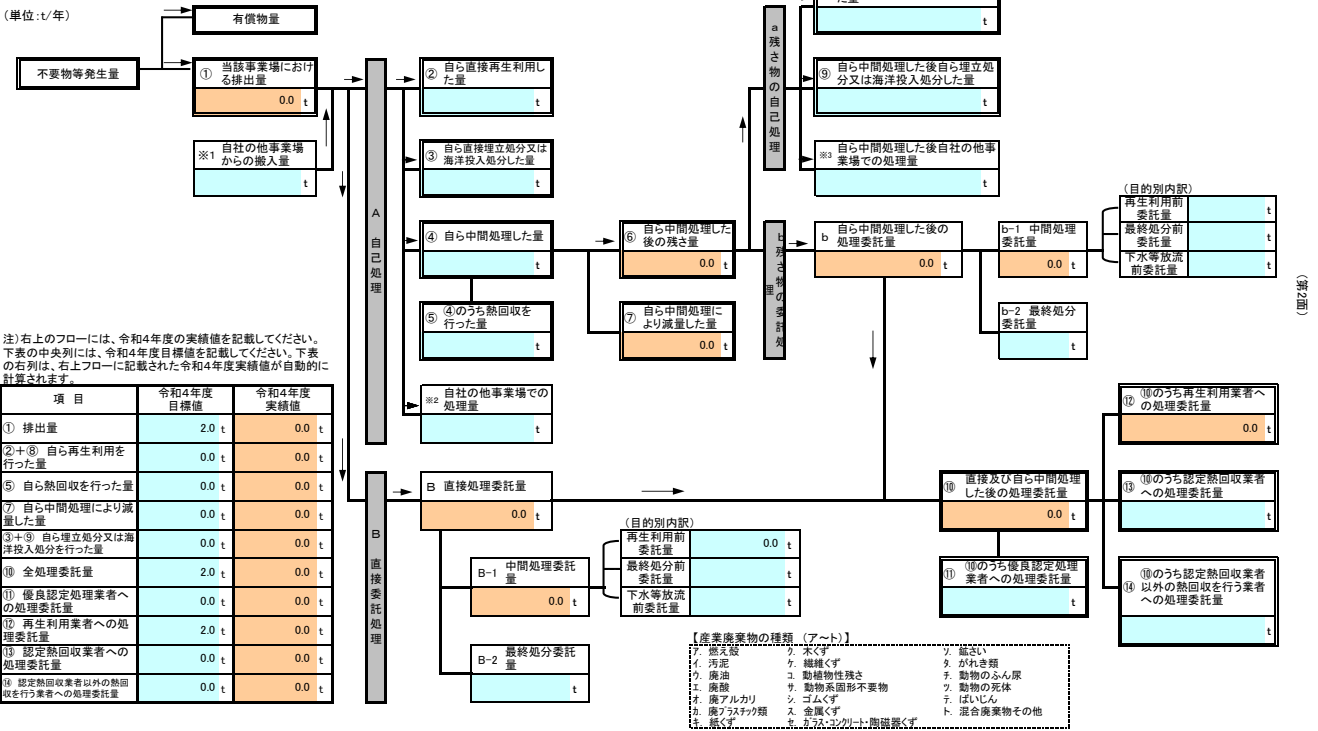 (単位:t/年)
有償物量
不要物等発生量
① 当該事業場におけ
る排出量
0.0 t
※1 自社の他事業場
からの搬入量
t
A 自己処理
② 自ら直接再生利用し
た量
t
③ 自ら直接埋立処分又は
海洋投入処分した量
t
④ 自ら中間処理した量
t
⑤ ④のうち熱回収を
行った量
t
※2 自社の他事業場での
処理量
t
⑥ 自ら中間処理した
後の残さ量
0.0 t
⑦ 自ら中間処理に
より減量した量
0.0 t
a 残さ物の自己処理
た量
t
⑨ 自ら中間処理した後自ら埋立処
分又は海洋投入処分した量
t
※3 自ら中間処理した後自社の他事
業場での処理量
t
b 残さ物の委託処理
b 自ら中間処理した後の
処理委託量
0.0 t
b-1 中間処理
委託量
0.0 t
(目的別内訳)
再生利用前
委託量 t
最終処分前
委託量 t
下水等放流
前委託量 t
b-2 最終処分
委託量
t
(第2面)
注)右上のフローには、令和4年度の実績値を記載してください。
下表の中央列には、令和4年度目標値を記載してください。下表
の右列は、右上フローに記載された令和4年度実績値が自動的に
計算されます。
項 目 令和4年度
目標値 令和4年度
実績値
① 排出量 2.0 t 0.0 t
②+⑧ 自ら再生利用を
行った量 0.0 t 0.0 t
⑤ 自ら熱回収を行った量 0.0 t 0.0 t
⑦ 自ら中間処理により減
量した量 0.0 t 0.0 t
③+⑨ 自ら埋立処分又は海
洋投入処分を行った量 0.0 t 0.0 t
⑩ 全処理委託量 2.0 t 0.0 t
⑪ 優良認定処理業者へ
の処理委託量 0.0 t 0.0 t
⑫ 再生利用業者への処
理委託量 2.0 t 0.0 t
⑬ 認定熱回収業者への
処理委託量 0.0 t 0.0 t
⑭ 認定熱回収業者以外の熱回
収を行う業者への処理委託量 0.0 t 0.0 t
B 直接委託処理
B 直接処理委託量
0.0 t
B-1 中間処理委託
量
0.0 t
(目的別内訳)
再生利用前
委託量 0.0 t
最終処分前
委託量 t
下水等放流
前委託量 t
B-2 最終処分委託
量
t
⑩ 直接及び自ら中間処理
した後の処理委託量
0.0 t
⑪ ⑩のうち優良認定処理
業者への処理委託量
t
⑫ ⑩のうち再生利用業者へ
の処理委託量
0.0 t
⑬ ⑩のうち認定熱回収業者
への処理委託量
t
⑭ ⑩のうち認定熱回収業者
以外の熱回収を行う業者
への処理委託量
t
【産業廃棄物の種類 (ア~ト)】
ア. 燃え殻 ク. 木くず ソ. 鉱さい
イ. 汚泥 ケ. 繊維くず タ. がれき類
ウ. 廃油 コ. 動植物性残さ チ. 動物のふん尿
エ. 廃酸 サ. 動物系固形不要物 ツ. 動物の死体
オ. 廃アルカリ シ. ゴムくず テ. ばいじん
カ. 廃プラスチック類 ス. 金属くず ト. 混合廃棄物その他
キ. 紙くず セ. ガラス・コンクリート・陶磁器くず